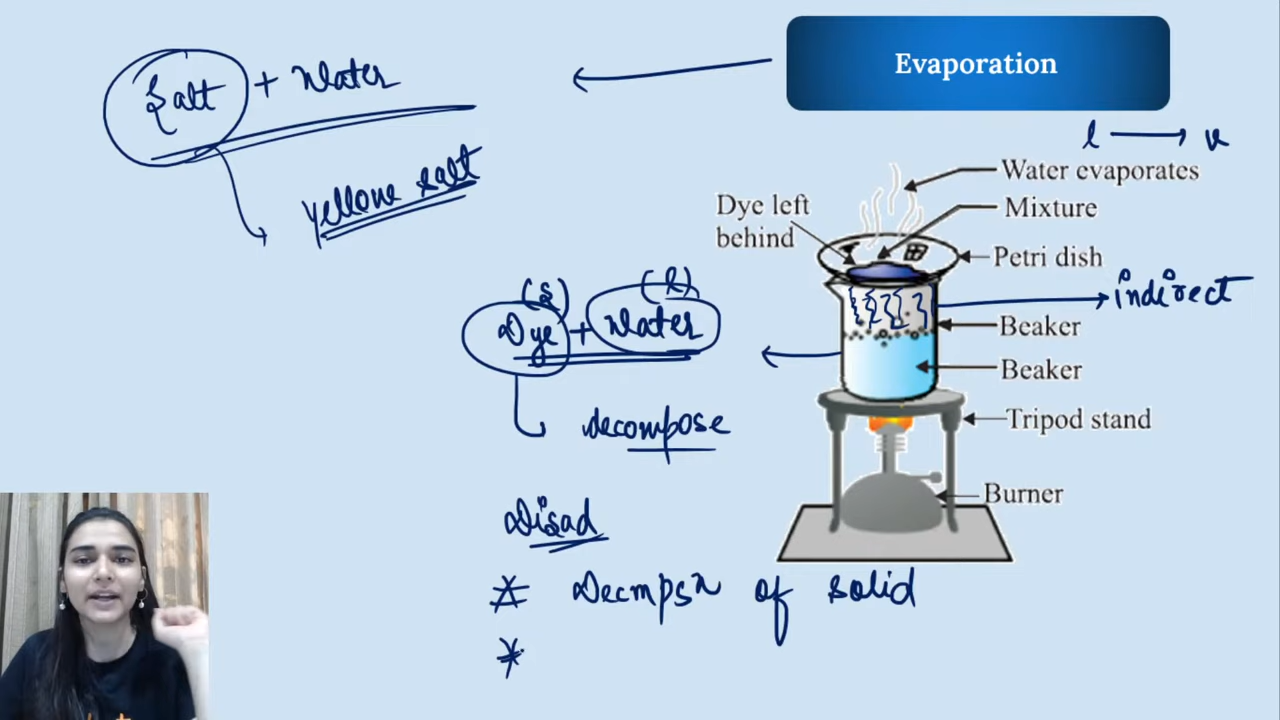 Evaporation
Salt + Water
l → v
yellow salt
Water evaporates
Dye left
behind
Mixture
Petri dish
indirect
(s) (l)
Dye + Water
Beaker
Beaker
decompose
Tripod stand
Burner
Disad
* Decmpsn of solid
*